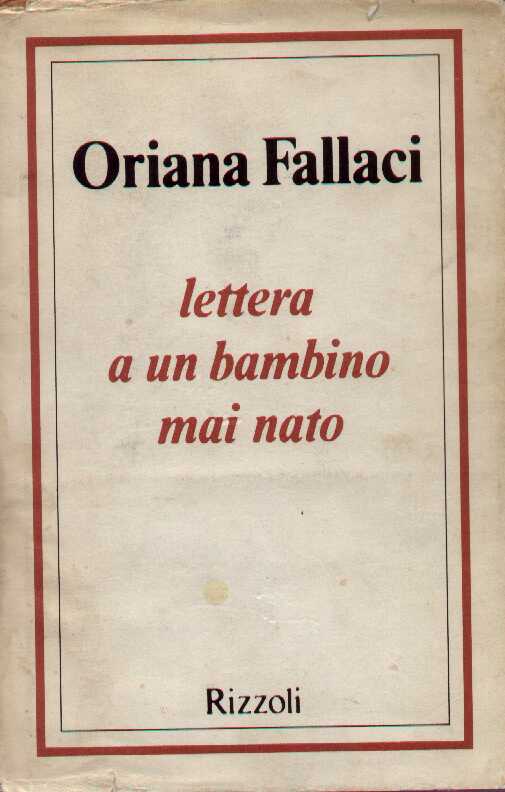 Oriana Fallaci
lettera
a un bambino
mai nato
Rizzoli